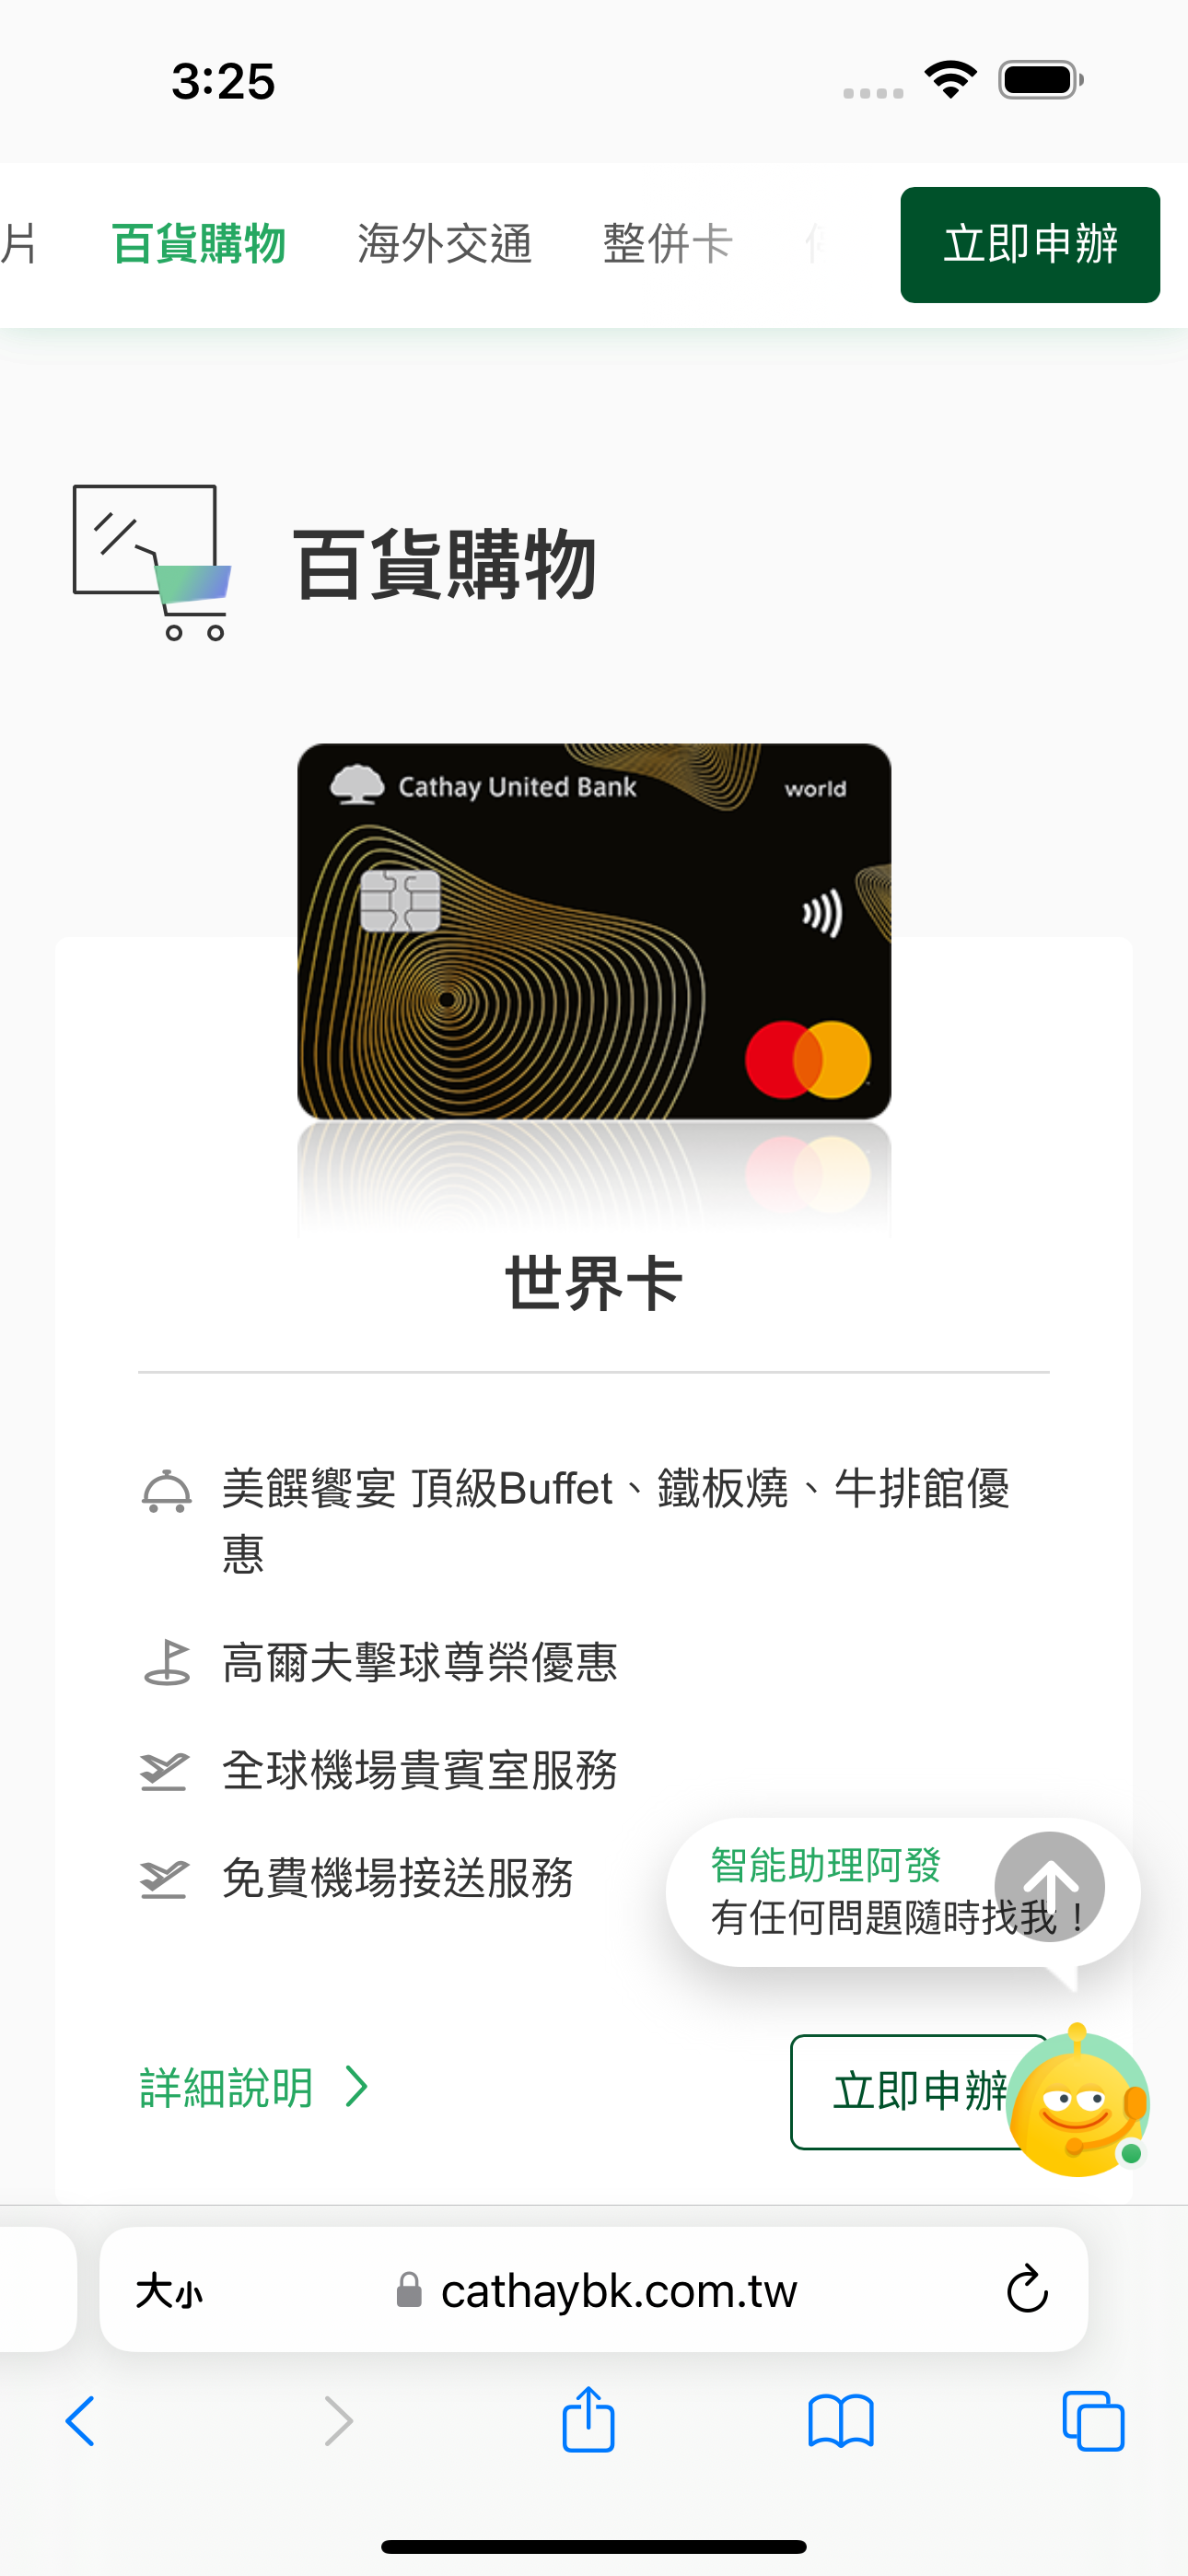 3:25
片 百貨購物 海外交通 整併卡 立即申辦
百貨購物
Cathay United Bank world
世界卡
美饌饗宴 頂級Buffet、鐵板燒、牛排館優
惠
高爾夫擊球尊榮優惠
全球機場貴賓室服務
免費機場接送服務
智能助理阿發
有任何問題隨時找我！
詳細說明 立即申辦
大小 cathaybk.com.tw